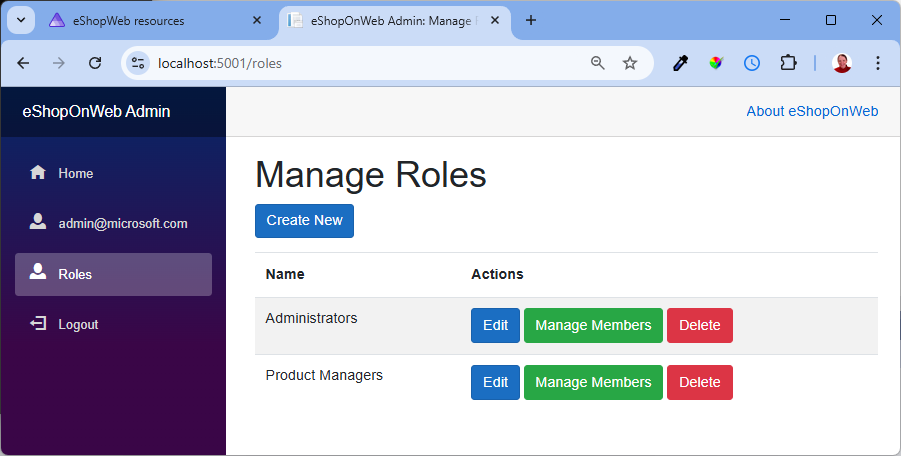 eShopWeb resources
eShopOnWeb Admin: Manage
localhost:5001/roles
eShopOnWeb Admin
About eShopOnWeb
Home
admin@microsoft.com
Roles
Logout
Manage Roles
Create New
Name Actions
Administrators Edit Manage Members Delete
Product Managers Edit Manage Members Delete